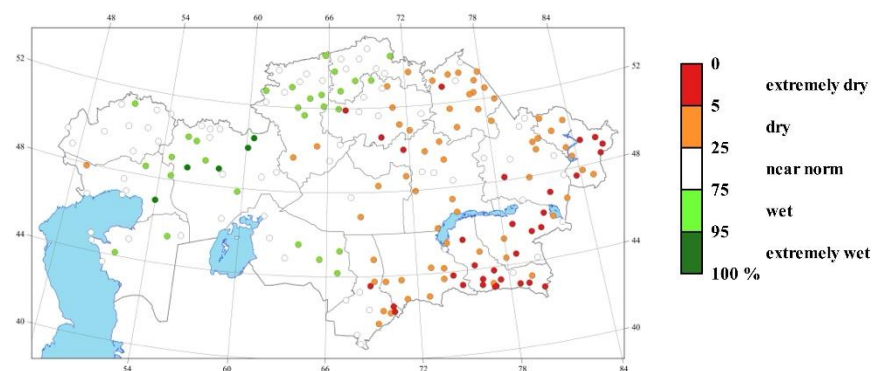 48 54 60 66 72 78 84
52 52
48 48
44 44
40 40
54 60 66 72 78 84
0
extremely dry
5
dry
25
near norm
75
wet
95
extremely wet
100 %